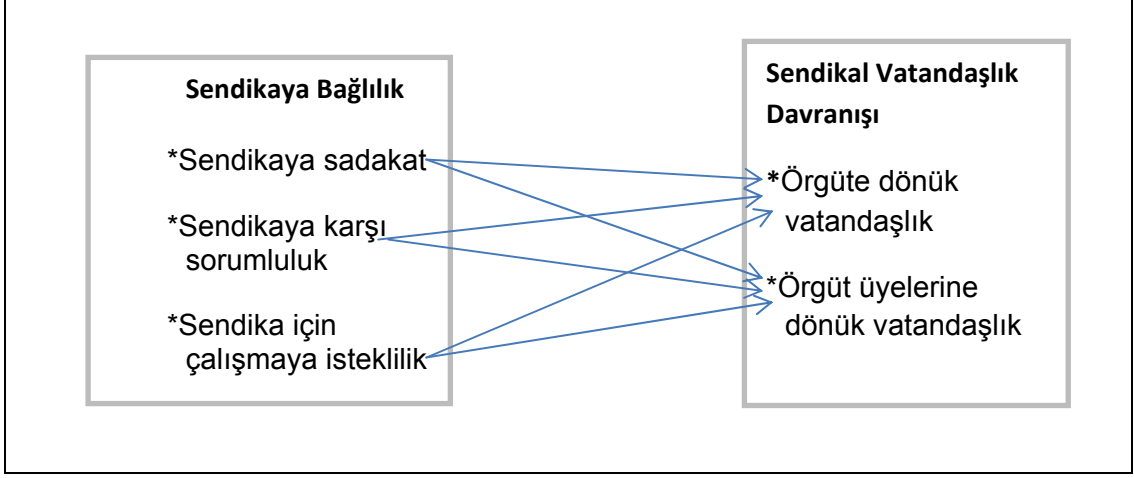 Sendikaya Bağlılık
*Sendikaya sadakat
*Sendikaya karşı
sorumluluk
*Sendika için
çalışmaya isteklilik
Sendikal Vatandaşlık
Davranışı
*Örgüte dönük
vatandaşlık
*Örgüt üyelerine
dönük vatandaşlık